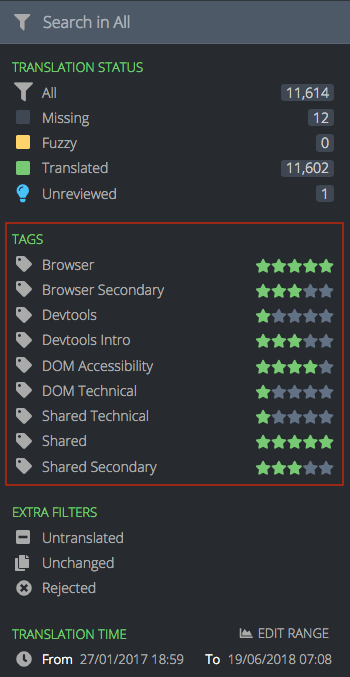 Search in All
TRANSLATION STATUS
All 11,614
Missing 12
Fuzzy 0
Translated 11,602
Unreviewed 1
TAGS
Browser
Browser Secondary
Devtools
Devtools Intro
DOM Accessibility
DOM Technical
Shared Technical
Shared
Shared Secondary
EXTRA FILTERS
Untranslated
Unchanged
Rejected
TRANSLATION TIME EDIT RANGE
From 27/01/2017 18:59 To 19/06/2018 07:08